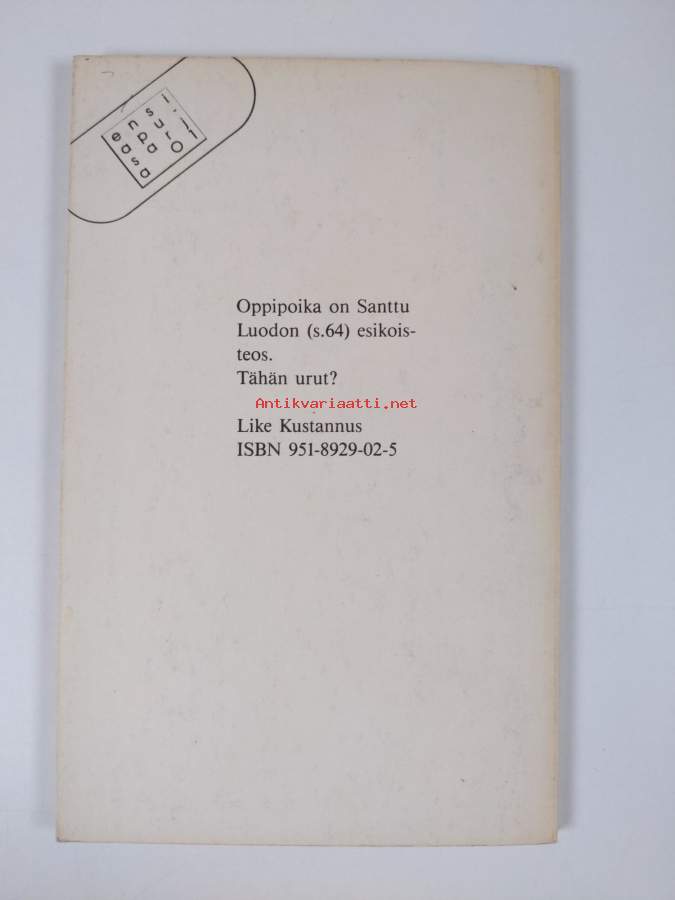 Oppipoika on Santtu
Luodon (s.64) esikois-
teos.
Tähän urut?
Antikvariaatti.net
Like Kustannus
ISBN 951-8929-02-5